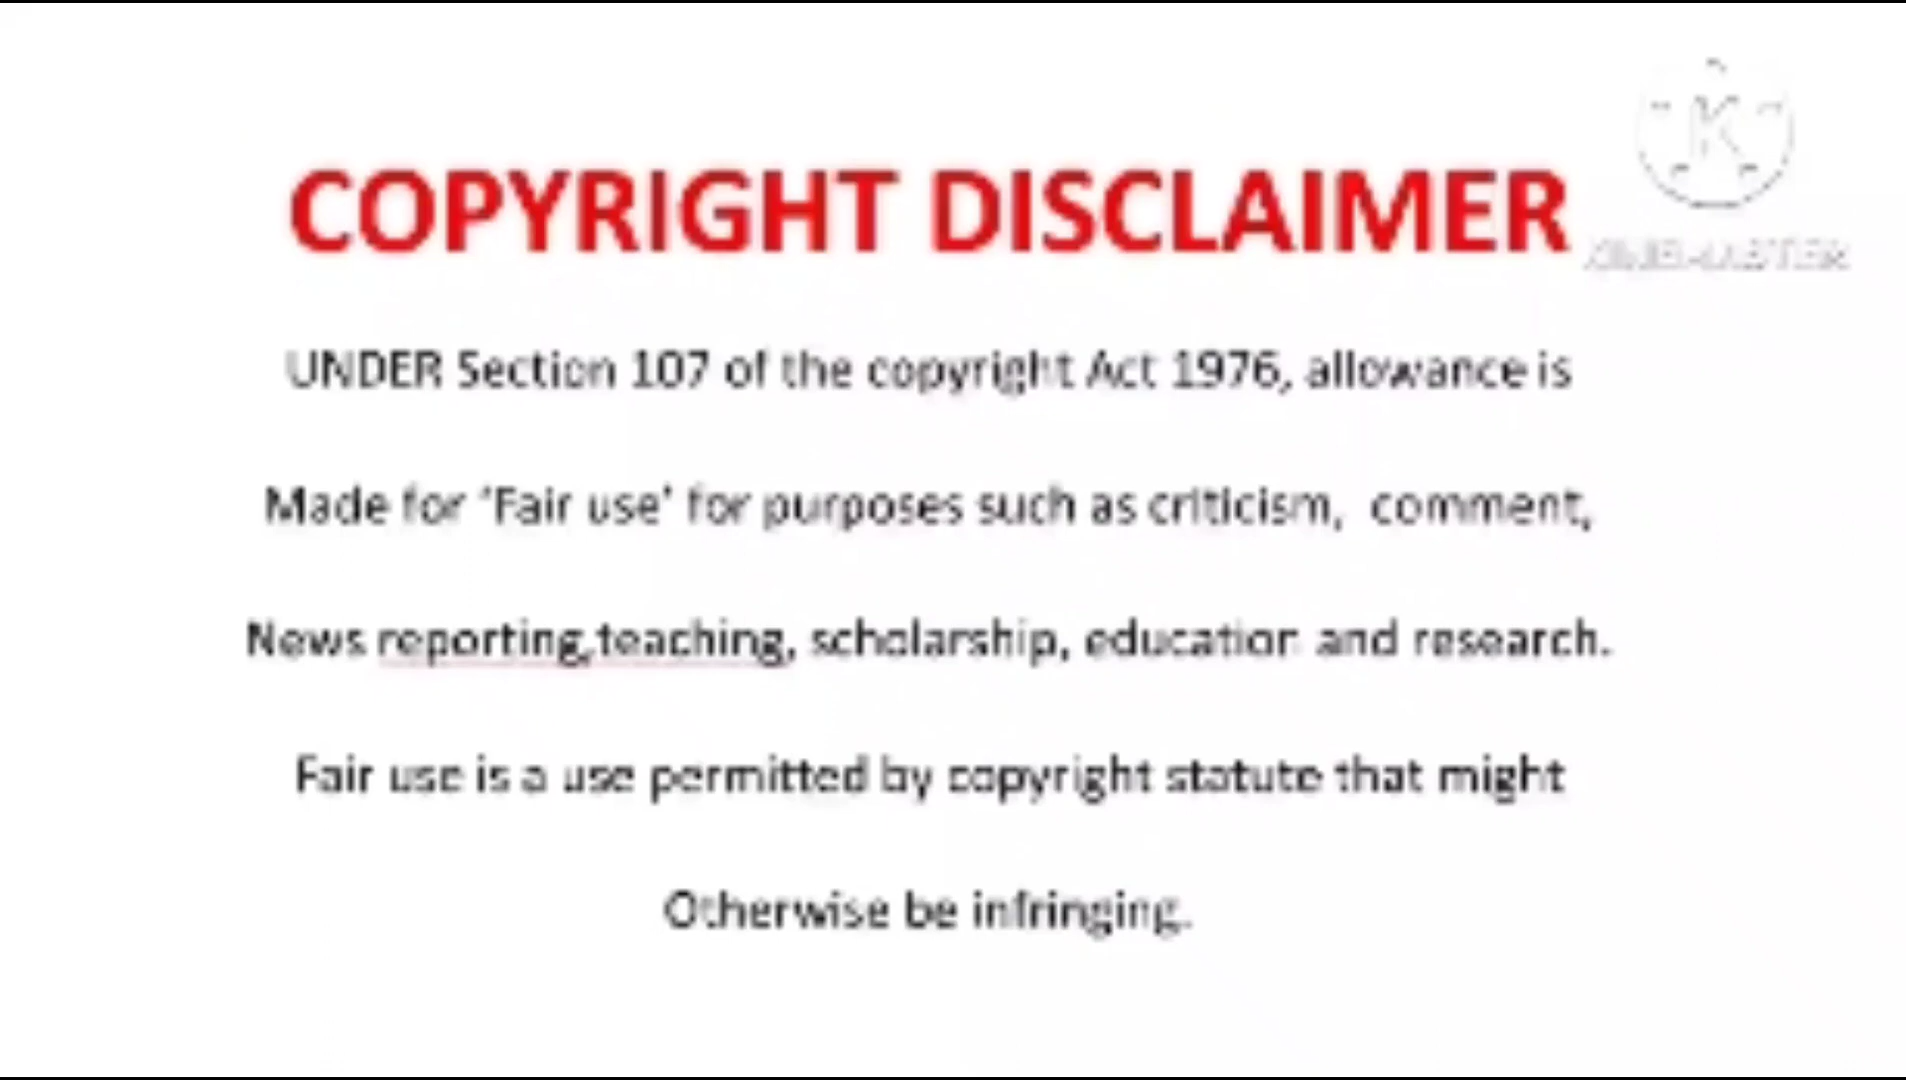 COPYRIGHT DISCLAIMER
KINEMASTER
UNDER Section 107 of the copyright Act 1976, allowance is
Made for ‘Fair use’ for purposes such as criticism, comment,
News reporting,teaching, scholarship, education and research.
Fair use is a use permitted by copyright statute that might
Otherwise be infringing.